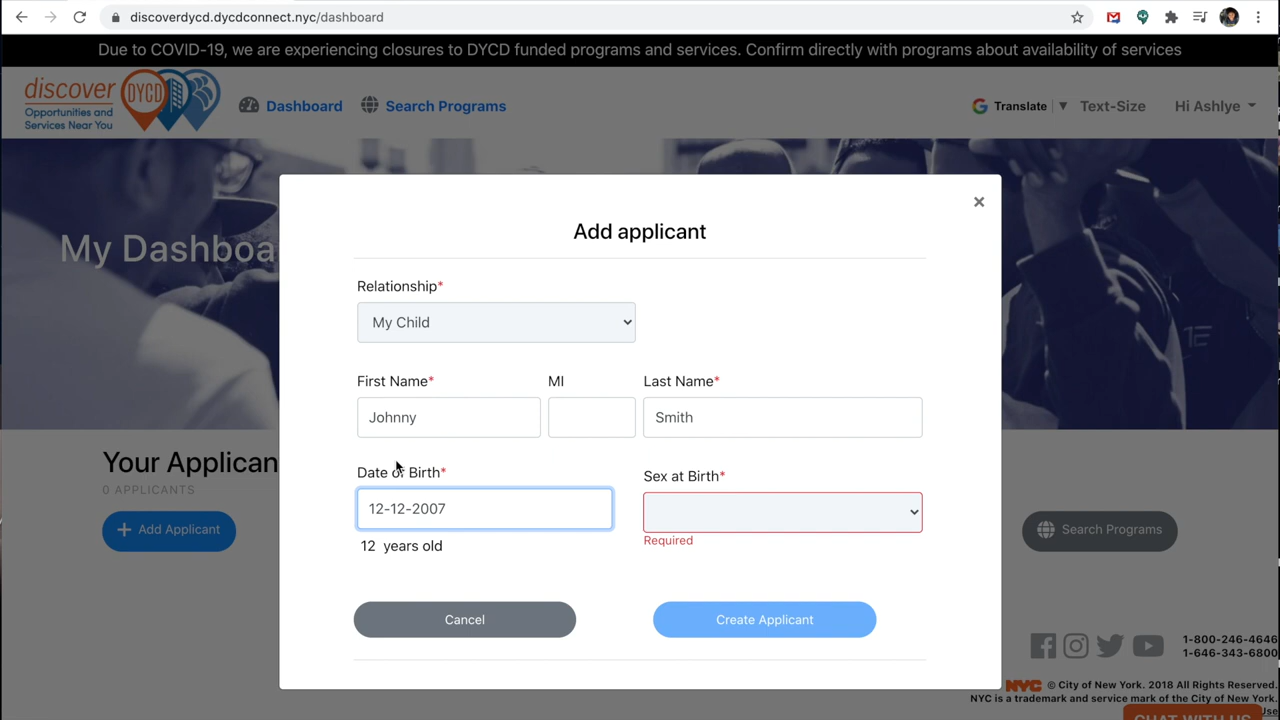 discoverdycd.dycdconnect.nyc/dashboard
Due to COVID-19, we are experiencing closures to DYCD funded programs and services. Confirm directly with programs about availability of services
discover DYCD
Opportunities and
Services Near You
Dashboard
Search Programs
Translate
Text-Size
Hi Ashlye
My Dashboa
Add applicant
Relationship*
My Child
First Name*
MI
Last Name*
Johnny
Smith
Date of Birth*
Sex at Birth*
12-12-2007
Required
12 years old
Cancel
Create Applicant
Your Applican
0 APPLICANTS
Add Applicant
Search Programs
1-800-246-4646
1-646-343-6800
NYC © City of New York. 2018 All Rights Reserved.
NYC is a trademark and service mark of the City of New York.
Use
CHAT WITH US